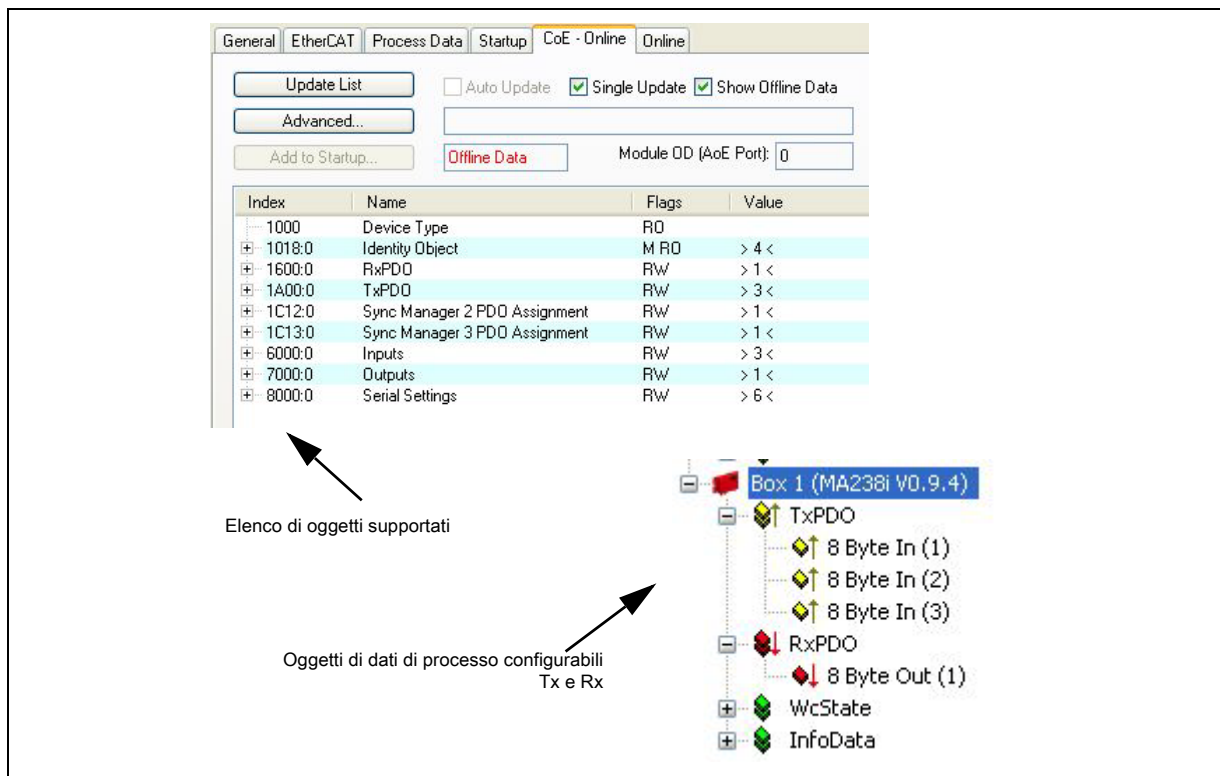 General EtherCAT Process Data Startup CoE - Online Online
Update List Auto Update Single Update Show Offline Data
Advanced...
Add to Startup... Offline Data Module OD (AoE Port): 0
Index Name Flags Value
1000 Device Type RO
1018:0 Identity Object M RO > 4 <
1600:0 RxPDO RW > 1 <
1A00:0 TxPDO RW > 3 <
1C12:0 Sync Manager 2 PDO Assignment RW > 1 <
1C13:0 Sync Manager 3 PDO Assignment RW > 1 <
6000:0 Inputs RW > 3 <
7000:0 Outputs RW > 1 <
8000:0 Serial Settings RW > 6 <
Elenco di oggetti supportati
Box 1 (MA238i V0.9.4)
TxPDO
8 Byte In (1)
8 Byte In (2)
8 Byte In (3)
RxPDO
8 Byte Out (1)
WcState
InfoData
Oggetti di dati di processo configurabili
Tx e Rx